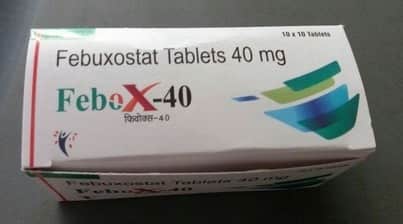 10 x 10 Tablets
Febuxostat Tablets 40 mg
FeboX-40
फिवोक्स-40
Febuxostat Tablets 40 mg